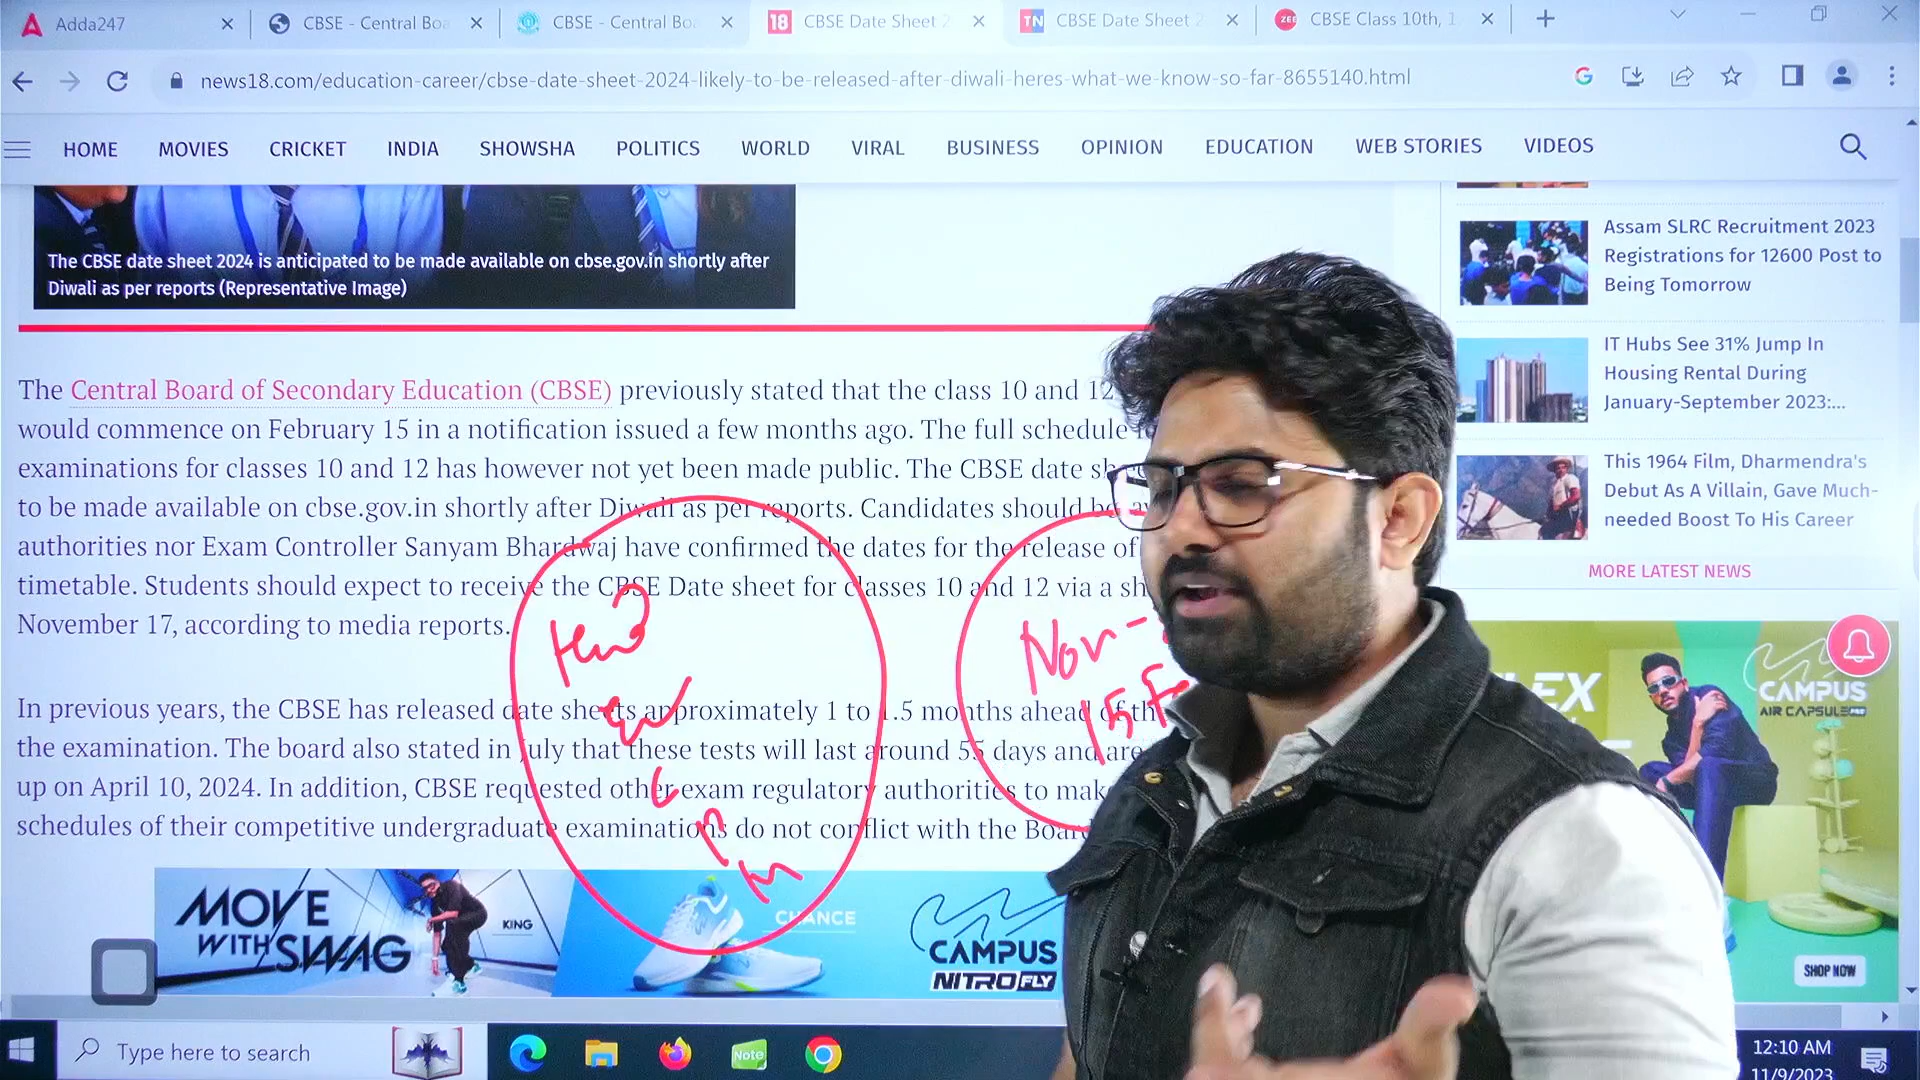 Adda247
CBSE - Central Boa
CBSE - Central Boa
18 CBSE Date Sheet 2
TN CBSE Date Sheet 2
ZEE CBSE Class 10th, 1
news18.com/education-career/cbse-date-sheet-2024-likely-to-be-released-after-diwali-heres-what-we-know-so-far-8655140.html
HOME MOVIES CRICKET INDIA SHOWSHA POLITICS WORLD VIRAL BUSINESS OPINION EDUCATION WEB STORIES VIDEOS
The CBSE date sheet 2024 is anticipated to be made available on cbse.gov.in shortly after
Diwali as per reports (Representative Image)
The Central Board of Secondary Education (CBSE) previously stated that the class 10 and 12
would commence on February 15 in a notification issued a few months ago. The full schedule
examinations for classes 10 and 12 has however not yet been made public. The CBSE date
to be made available on cbse.gov.in shortly after Diwali as per reports. Candidates should be
authorities nor Exam Controller Sanyam Bhardwaj have confirmed the dates for the release of
timetable. Students should expect to receive the CBSE Date sheet for classes 10 and 12 via a
November 17, according to media reports.
In previous years, the CBSE has released date sheets approximately 1 to 1.5 months ahead of
the examination. The board also stated in July that these tests will last around 55 days and are
up on April 10, 2024. In addition, CBSE requested other exam regulatory authorities to
schedules of their competitive undergraduate examinations do not conflict with the
Nov -
15
C
P
M
Assam SLRC Recruitment 2023
Registrations for 12600 Post to
Being Tomorrow
IT Hubs See 31% Jump In
Housing Rental During
January-September 2023:...
This 1964 Film, Dharmendra's
Debut As A Villain, Gave Much-
needed Boost To His Career
MORE LATEST NEWS
CAMPUS
AIR CAPSULE
SHOP NOW
MOVE
WITH SWAG
KING
CHANCE
CAMPUS
NITROFLY
Type here to search
Note
12:10 AM
11/9/2023